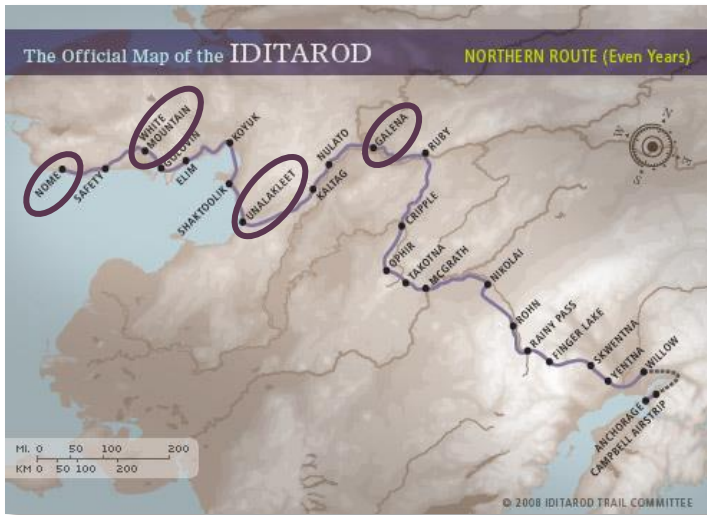 The Official Map of the IDITAROD
NORTHERN ROUTE (Even Years)
N
W
E
S
NOME
SAFETY
WHITE
MOUNTAIN
GOLOVIN
ELIM
KOYUK
SHAKTOOLIK
UNALAKLEET
KALTAG
NULATO
GALENA
RUBY
CRIPPLE
OPHIR
TAKOTNA
MCGRATH
NIKOLAI
ROHN
RAINY PASS
FINGER LAKE
SKWENTNA
YENTNA
WILLOW
ANCHORAGE
CAMPBELL AIRSTRIP
MI. 0 50 100 200
KM 0 50 100 200
© 2008 IDITAROD TRAIL COMMITTEE